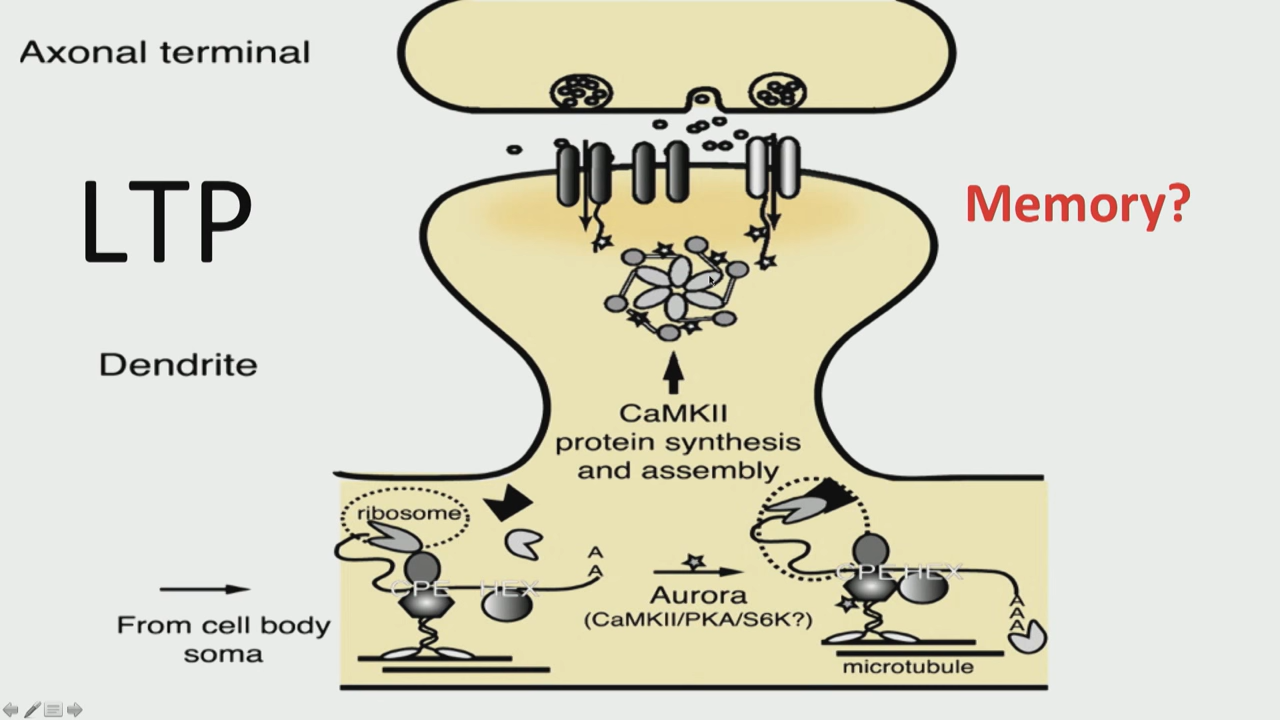 Axonal terminal
LTP
Memory?
Dendrite
CaMKII
protein synthesis
and assembly
ribosome
A
A
CPE HEX
From cell body
soma
Aurora
(CaMKII/PKA/S6K?)
CPE HEX
A
A
A
microtubule